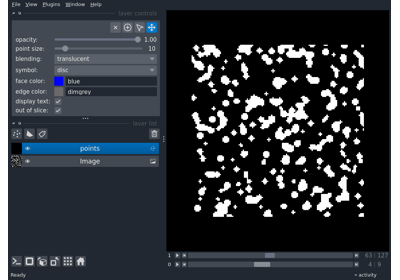 File View Plugins Window Help
layer controls
opacity: 1.00
point size: 10
blending: translucent
symbol: disc
face color: blue
edge color: dimgrey
display text:
out of slice:
layer list
points
Image
1 63 127
0 4 9
Ready activity